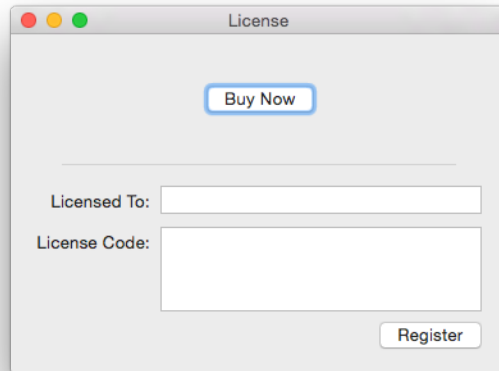 License
Buy Now
Licensed To:
License Code:
Register